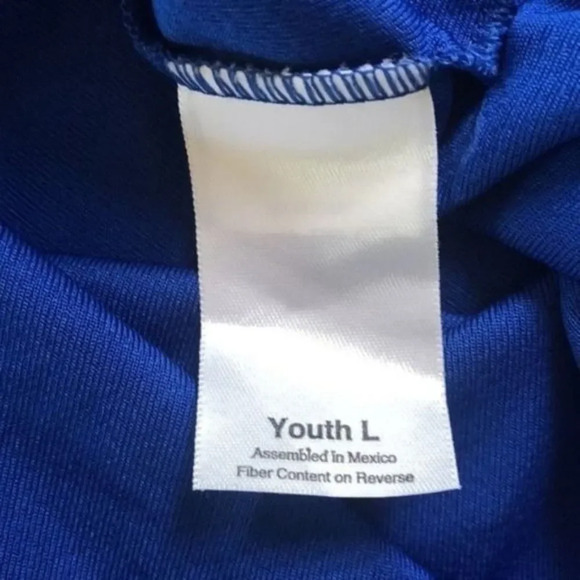 Youth L
Assembled in Mexico
Fiber Content on Reverse